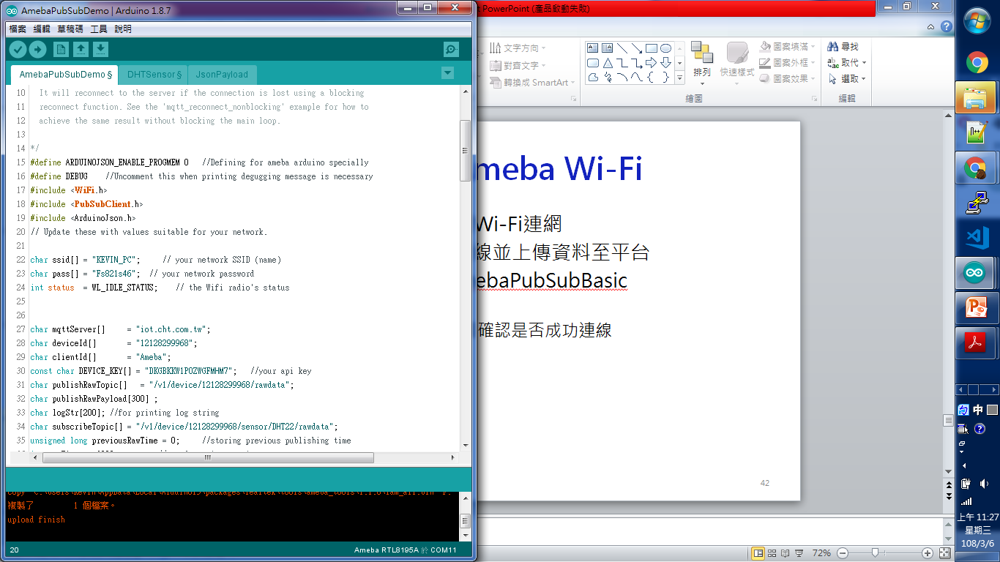 AmebaPubSubDemo | Arduino 1.8.7
檔案 編輯 草稿碼 工具 說明
AmebaPubSubDemo §
DHTSensor §
JsonPayload
10 It will reconnect to the server if the connection is lost using a blocking
11 reconnect function. See the 'mqtt_reconnect_nonblocking' example for how to
12 achieve the same result without blocking the main loop.
13
14 */
15 #define ARDUINOJSON_ENABLE_PROGMEM 0 //Defining for ameba arduino specially
16 #define DEBUG //Uncomment this when printing degugging message is necessary
17 #include <WiFi.h>
18 #include <PubSubClient.h>
19 #include <ArduinoJson.h>
20 // Update these with values suitable for your network.
21
22 char ssid[] = "KEVIN_PC"; // your network SSID (name)
23 char pass[] = "Fs821s46"; // your network password
24 int status = WL_IDLE_STATUS; // the Wifi radio's status
25
26
27 char mqttServer[] = "iot.cht.com.tw";
28 char deviceId[] = "12128299968";
29 char clientId[] = "Ameba";
30 const char DEVICE_KEY[] = "DKGBKKW1POZWGFMHM7"; //your api key
31 char publishRawTopic[] = "/v1/device/12128299968/rawdata";
32 char publishRawPayload[300] ;
33 char logStr[200]; //for printing log string
34 char subscribeTopic[] = "/v1/device/12128299968/sensor/DHT22/rawdata";
35 unsigned long previousRawTime = 0; //storing previous publishing time
複製了 1 個檔案。
upload finish
20
Ameba RTL8195A 於 COM11
t PowerPoint (產品啟動失敗)
文字方向
對齊文字
轉換成 SmartArt
排列
快速樣式
圖案填滿
圖案外框
圖案效果
繪圖
尋找
取代
選取
編輯
meba Wi-Fi
Wi-Fi連網
線並上傳資料至平台
ebaPubSubBasic
確認是否成功連線
42
72%
中
上午 11:27
星期三
108/3/6